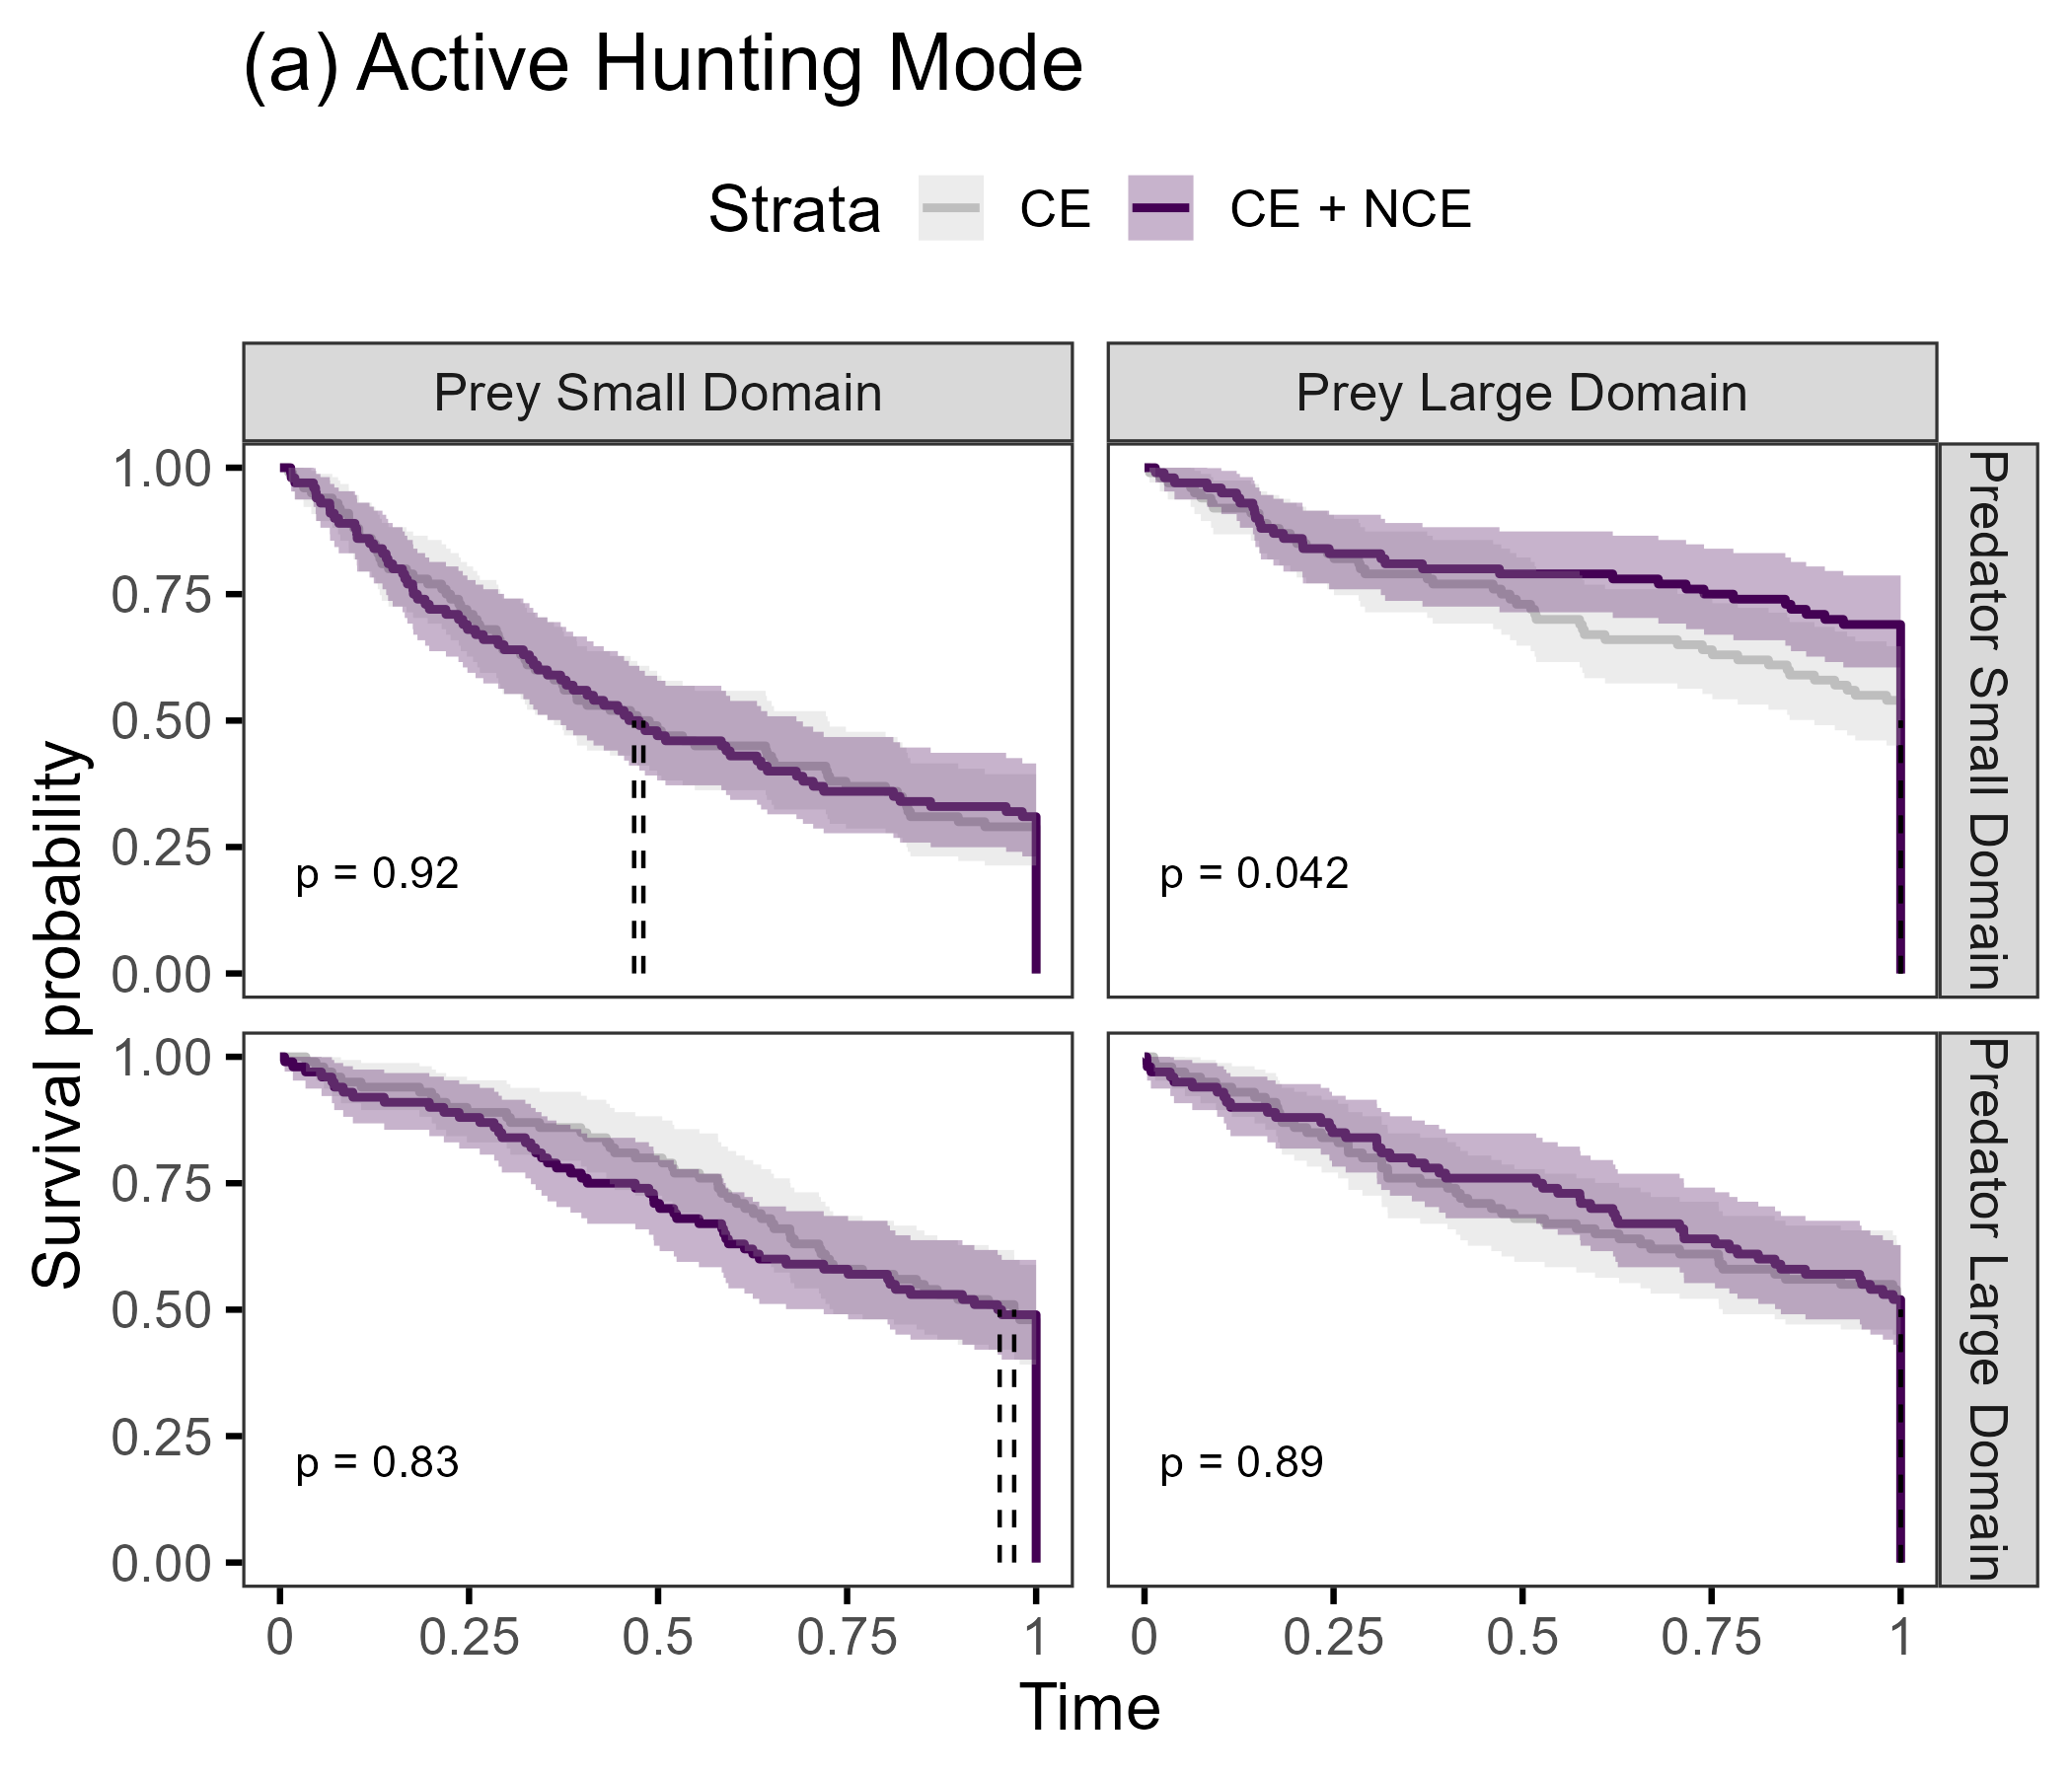 (a) Active Hunting Mode
Strata CE CE + NCE
Prey Small Domain
Prey Large Domain
Survival probability
1.00
0.75
0.50
0.25
0.00
p = 0.92
p = 0.042
Predator Small Domain
1.00
0.75
0.50
0.25
0.00
p = 0.83
p = 0.89
Predator Large Domain
0 0.25 0.5 0.75 1
0 0.25 0.5 0.75 1
Time